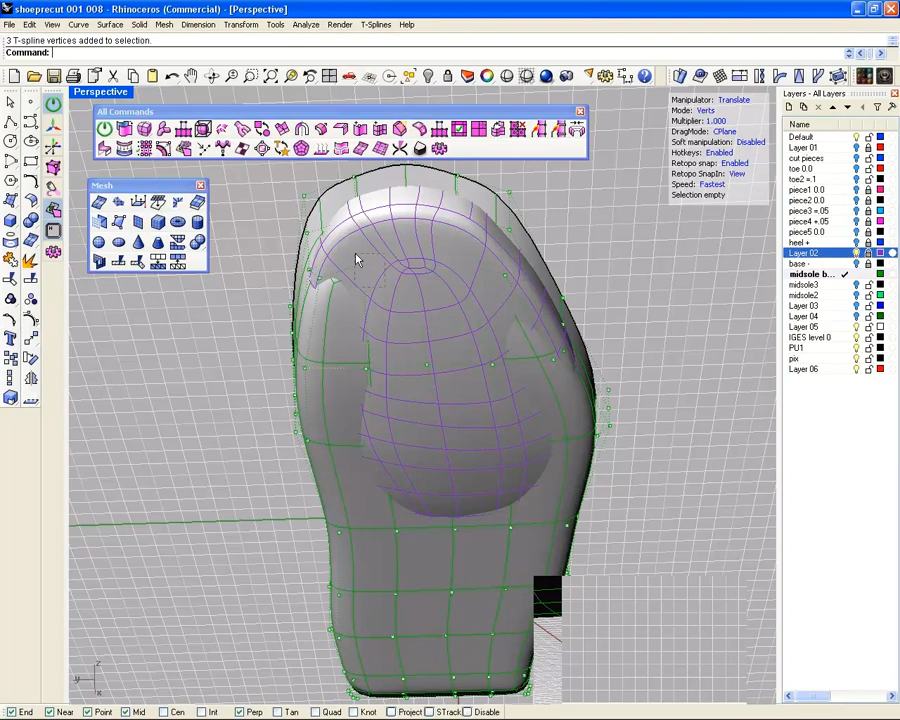 shoeprecut 001 008 - Rhinoceros (Commercial) - [Perspective]
File Edit View Curve Surface Solid Mesh Dimension Transform Tools Analyze Render T-Splines Help
3 T-spline vertices added to selection.
Command:
Perspective
All Commands
Mesh
Manipulator: Translate
Mode: Verts
Multiplier: 1.000
DragMode: CPlane
Soft manipulation: Disabled
Hotkeys: Enabled
Retopo snap: Enabled
Retopo SnapIn: View
Speed: Fastest
Selection empty
Layers - All Layers
Name
Default
Layer 01
cut pieces
toe 0.0
toe2 =.1
piece1 0.0
piece2 0.0
piece3 =.05
piece4 +.05
piece5 0.0
heel +
Layer 02
base -
midsole b...
midsole3
midsole2
Layer 03
Layer 04
Layer 05
IGES level 0
PU1
pix
Layer 06
z
y
x
End Near Point Mid Cen Int Perp Tan Quad Knot Project STrack Disable